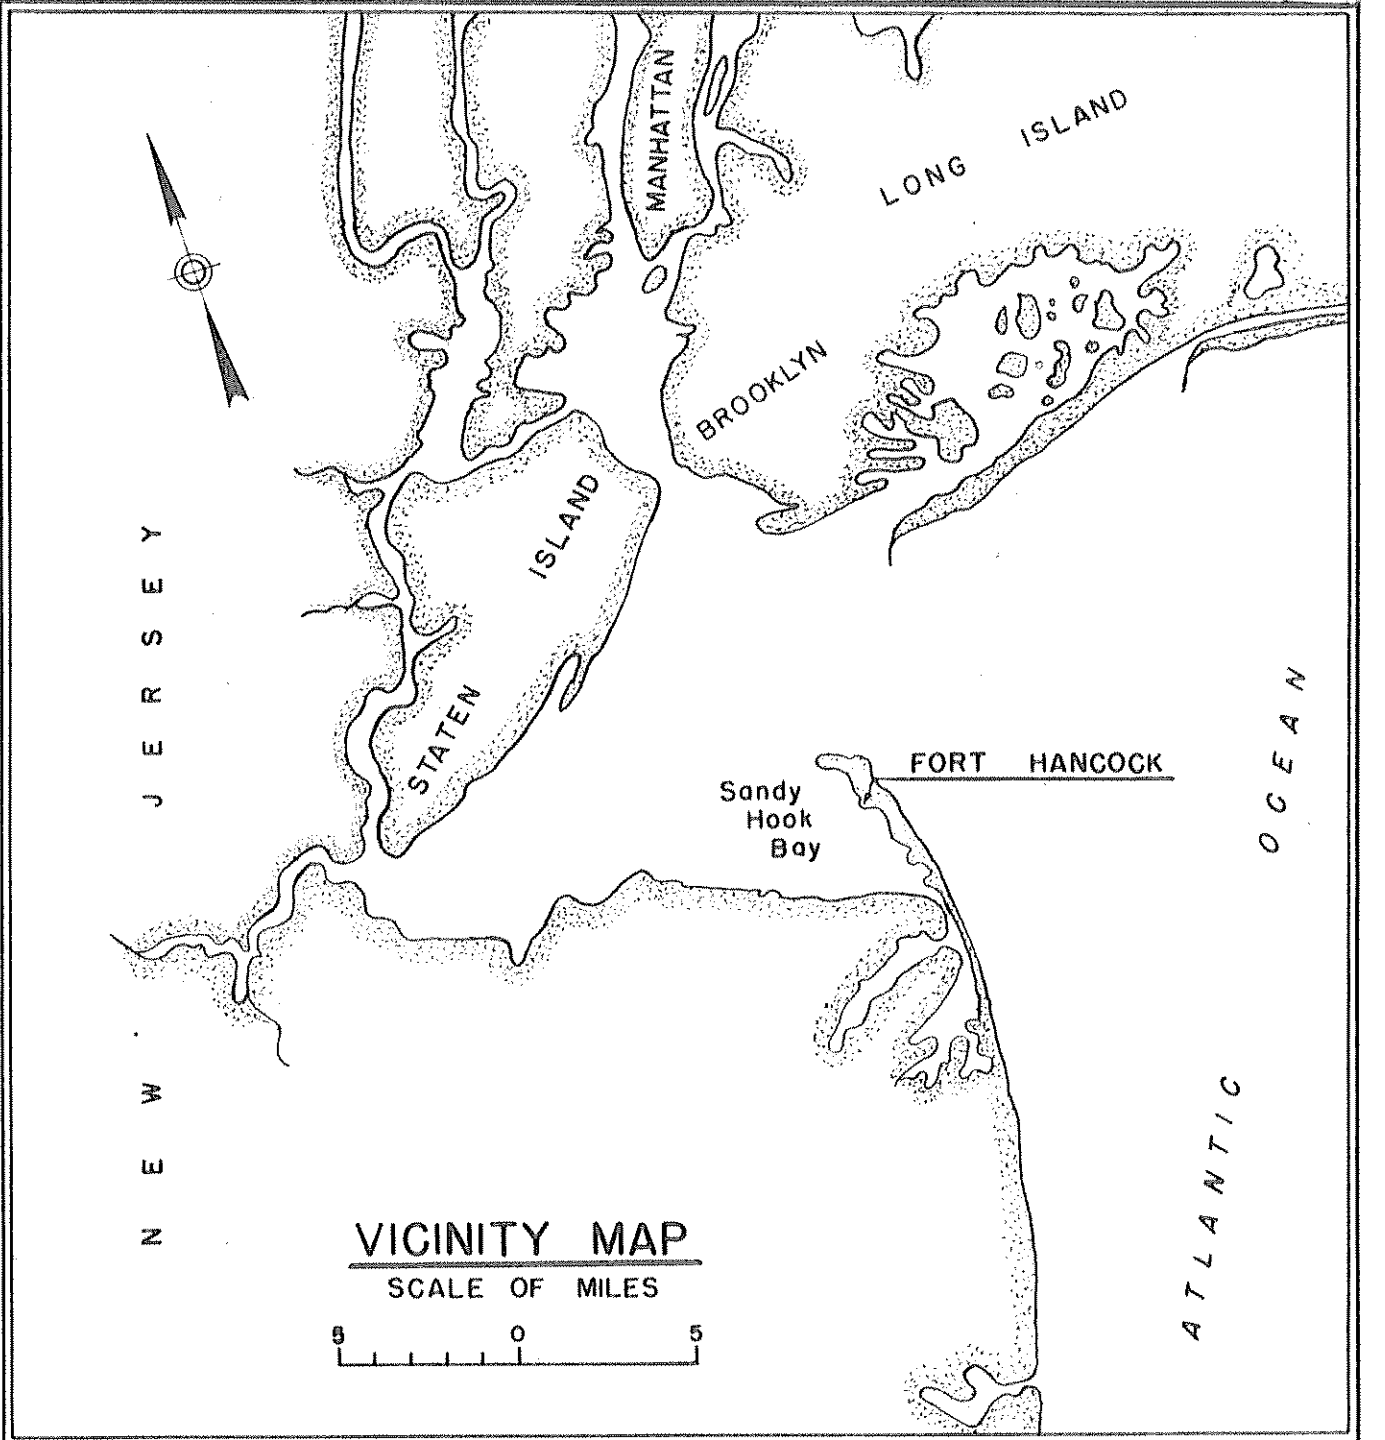 MANHATTAN
LONG ISLAND
BROOKLYN
STATEN ISLAND
NEW JERSEY
FORT HANCOCK
Sandy
Hook
Bay
ATLANTIC OCEAN
VICINITY MAP
SCALE OF MILES
5 0 5